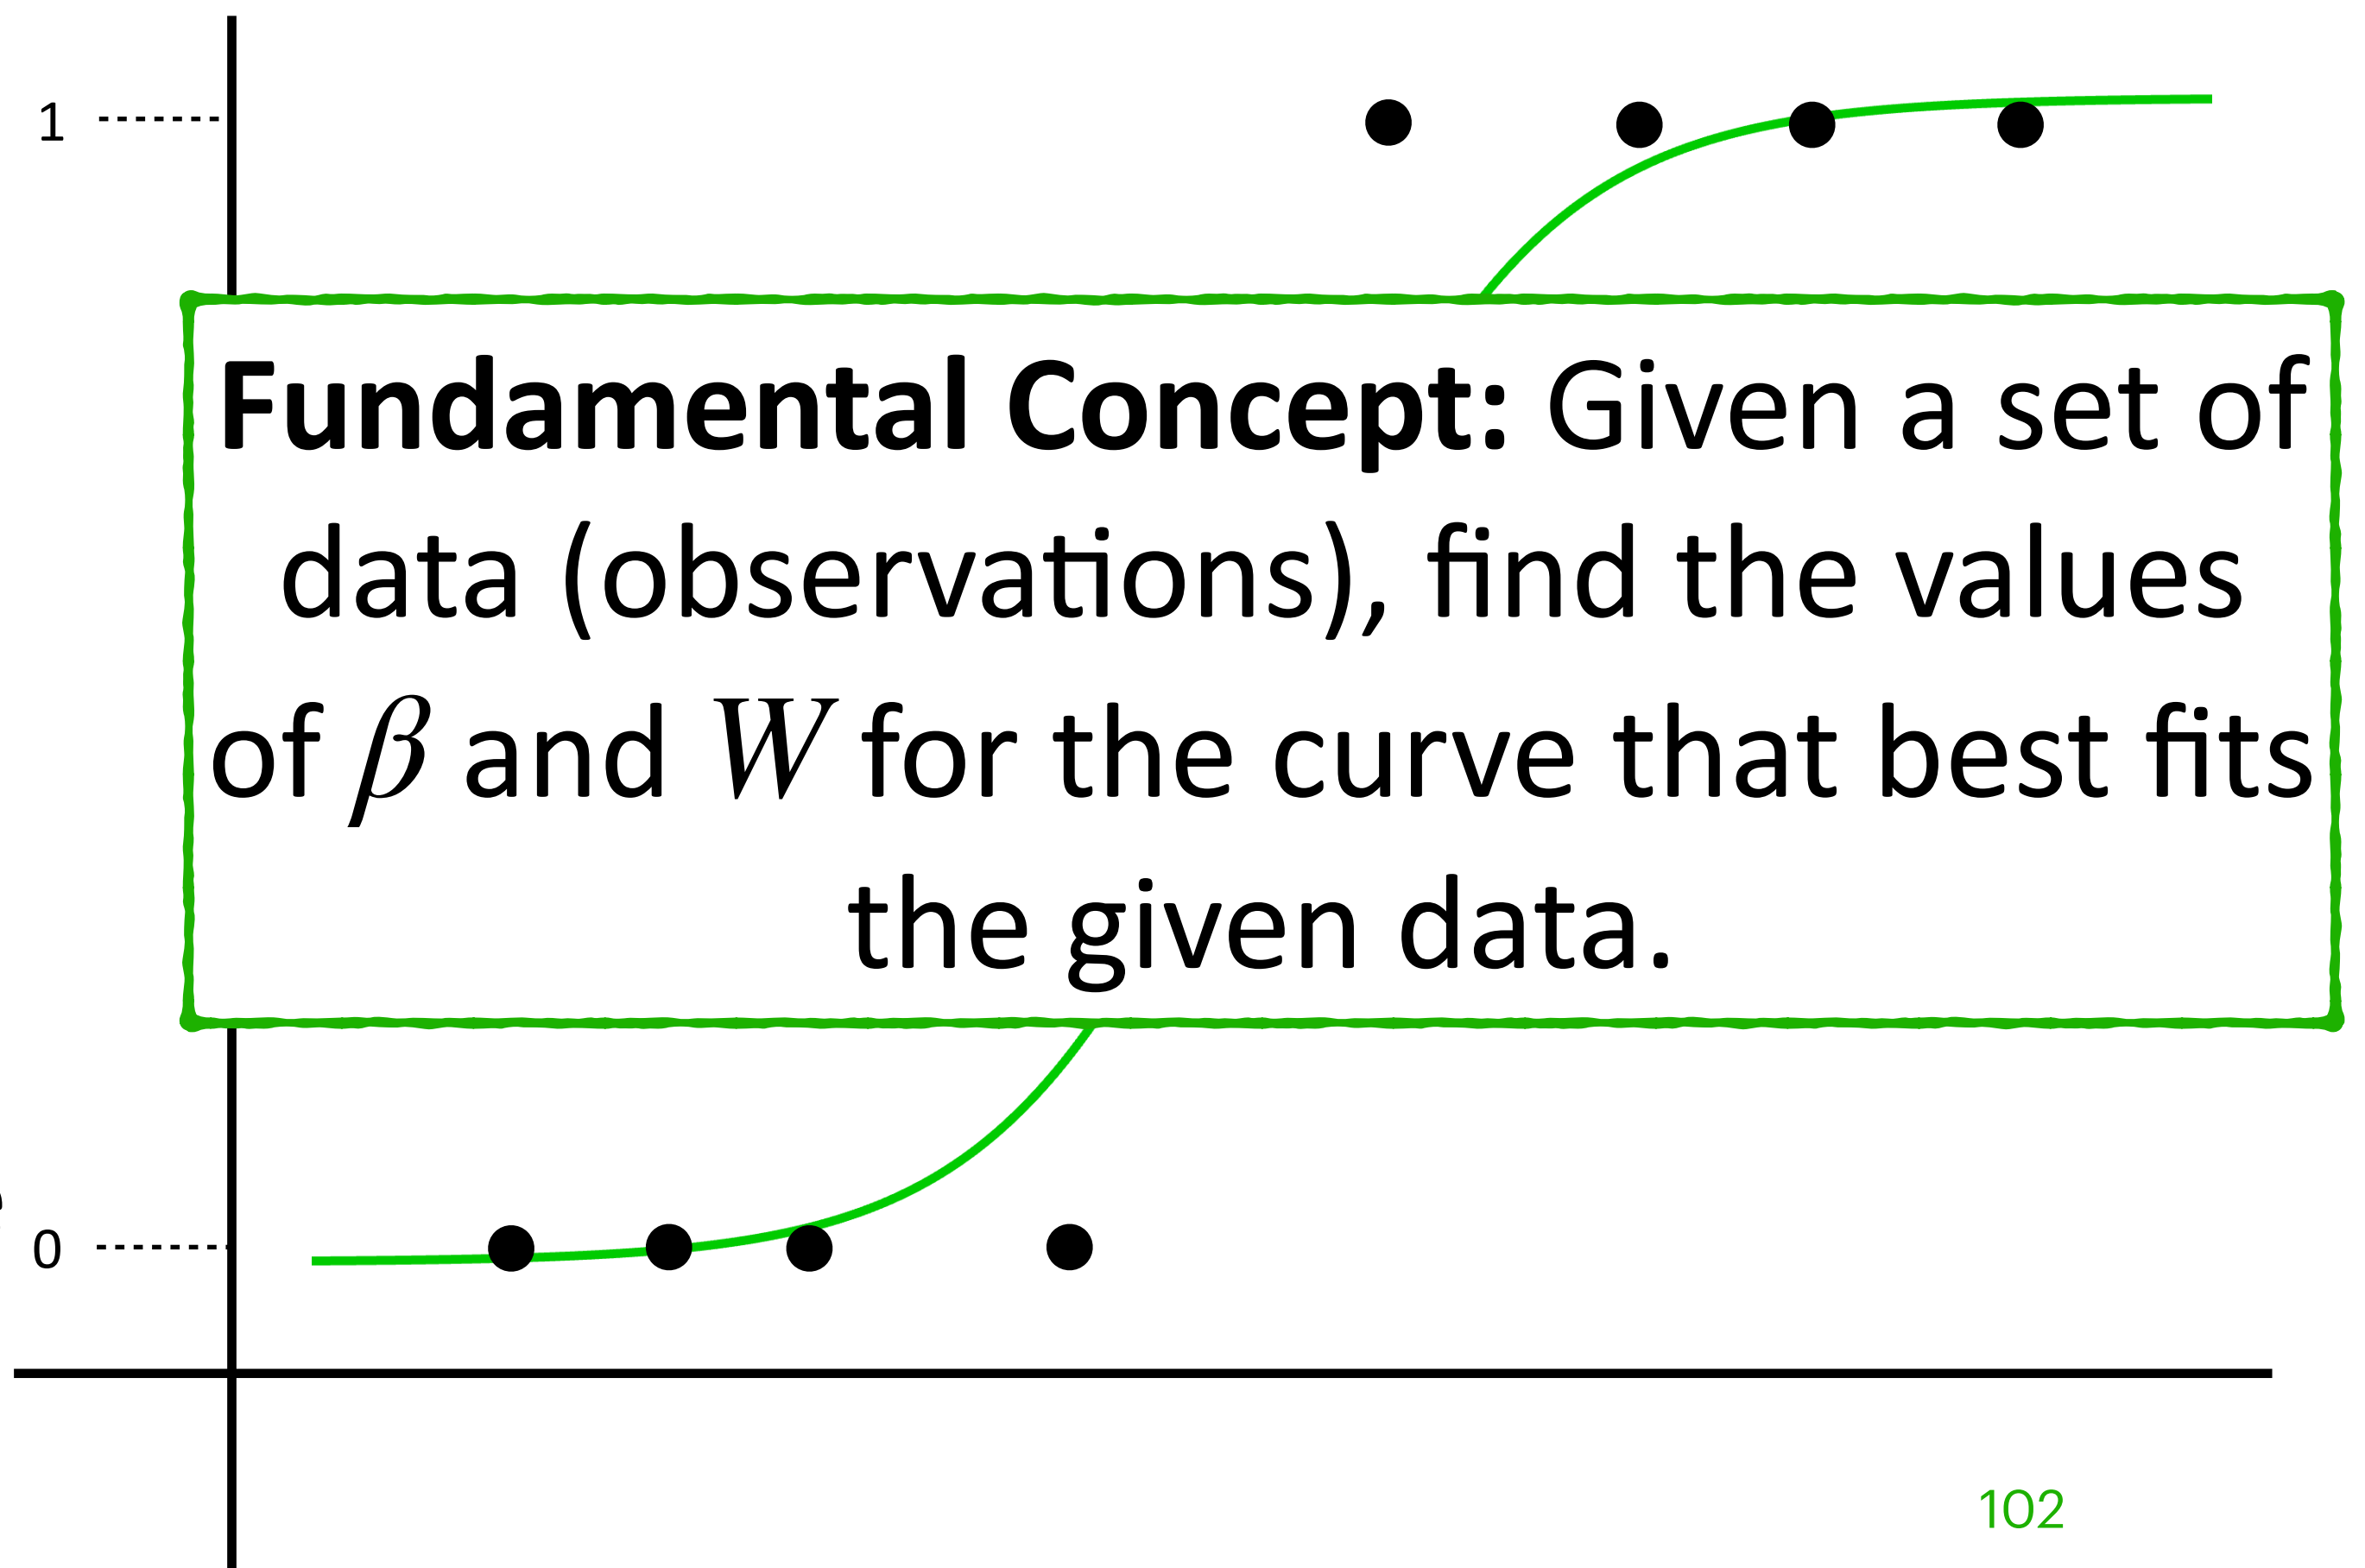 1
Fundamental Concept: Given a set of
data (observations), find the values
of β and W for the curve that best fits
the given data.
0
102